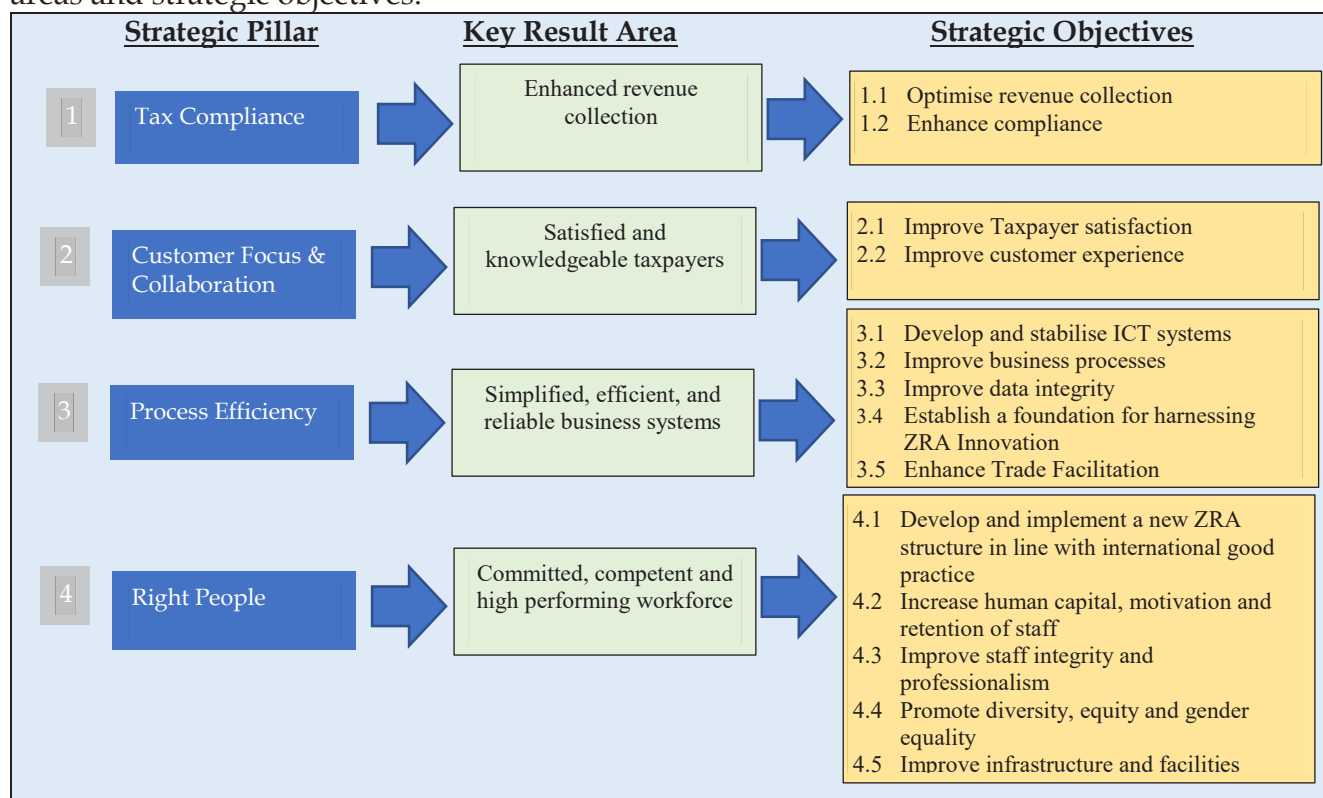 areas and strategic objectives.
Strategic Pillar Key Result Area Strategic Objectives
1
Tax Compliance
Enhanced revenue
collection
1.1 Optimise revenue collection
1.2 Enhance compliance
2
Customer Focus &
Collaboration
Satisfied and
knowledgeable taxpayers
2.1 Improve Taxpayer satisfaction
2.2 Improve customer experience
3
Process Efficiency
Simplified, efficient, and
reliable business systems
3.1 Develop and stabilise ICT systems
3.2 Improve business processes
3.3 Improve data integrity
3.4 Establish a foundation for harnessing
ZRA Innovation
3.5 Enhance Trade Facilitation
4
Right People
Committed, competent and
high performing workforce
4.1 Develop and implement a new ZRA
structure in line with international good
practice
4.2 Increase human capital, motivation and
retention of staff
4.3 Improve staff integrity and
professionalism
4.4 Promote diversity, equity and gender
equality
4.5 Improve infrastructure and facilities